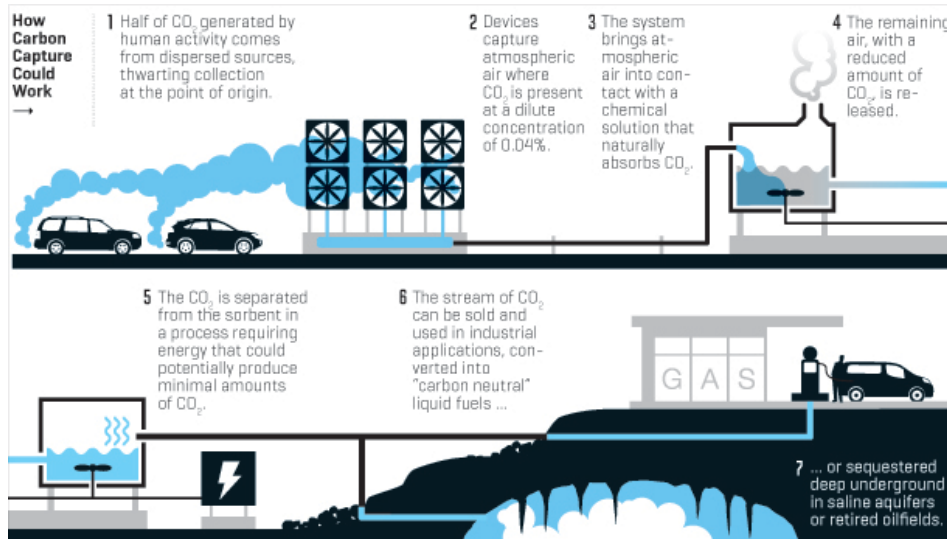 How
Carbon
Capture
Could
Work
→
1 Half of CO₂ generated by
human activity comes
from dispersed sources,
thwarting collection
at the point of origin.
2 Devices
capture
atmospheric
air where
CO₂ is present
at a dilute
concentration
of 0.04%.
3 The system
brings at-
mospheric
air into con-
tact with a
chemical
solution that
naturally
absorbs CO₂.
4 The remaining
air, with a
reduced
amount of
CO₂, is re-
leased.
5 The CO₂ is separated
from the sorbent in
a process requiring
energy that could
potentially produce
minimal amounts
of CO₂.
6 The stream of CO₂
can be sold and
used in industrial
applications, con-
verted into
"carbon neutral"
liquid fuels ...
GAS
7 ... or sequestered
deep underground
in saline aquifers
or retired oilfields.